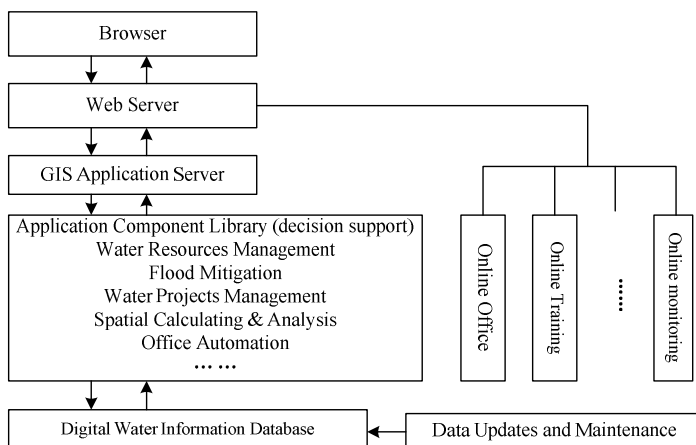 Browser
Web Server
GIS Application Server
Application Component Library (decision support)
Water Resources Management
Flood Mitigation
Water Projects Management
Spatial Calculating & Analysis
Office Automation
... ...
Online Office
Online Training
......
Online monitoring
Digital Water Information Database
Data Updates and Maintenance